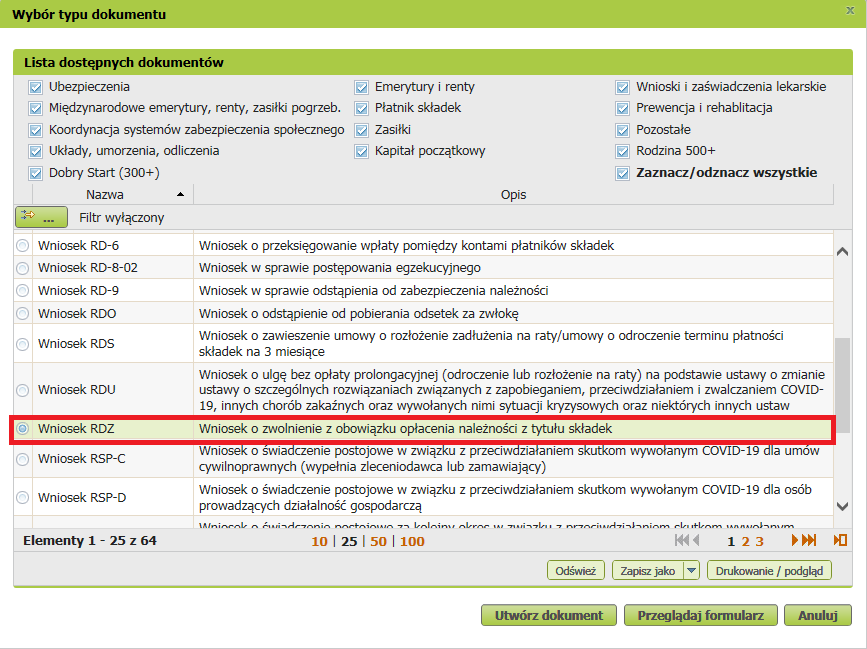 Wybór typu dokumentu
x
Lista dostępnych dokumentów
Ubezpieczenia
Emerytury i renty
Wnioski i zaświadczenia lekarskie
Międzynarodowe emerytury, renty, zasiłki pogrzeb.
Płatnik składek
Prewencja i rehablitacja
Koordynacja systemów zabezpieczenia społecznego
Zasiłki
Pozostałe
Układy, umorzenia, odliczenia
Kapitał początkowy
Rodzina 500+
Dobry Start (300+)
Zaznacz/odznacz wszystkie
Nazwa
Opis
...
Filtr wyłączony
Wniosek RD-6
Wniosek o przeksięgowanie wpłaty pomiędzy kontami płatników składek
Wniosek RD-8-02
Wniosek w sprawie postępowania egzekucyjnego
Wniosek RD-9
Wniosek w sprawie odstąpienia od zabezpieczenia należności
Wniosek RDO
Wniosek o odstąpienie od pobierania odsetek za zwłokę
Wniosek RDS
Wniosek o zawieszenie umowy o rozłożenie zadłużenia na raty/umowy o odroczenie terminu płatności
składek na 3 miesiące
Wniosek RDU
Wniosek o ulgę bez opłaty prolongacyjnej (odroczenie lub rozłożenie na raty) na podstawie ustawy o zmianie
ustawy o szczególnych rozwiązaniach związanych z zapobieganiem, przeciwdziałaniem i zwalczaniem COVID-
19, innych chorób zakaźnych oraz wywołanych nimi sytuacji kryzysowych oraz niektórych innych ustaw
Wniosek RDZ
Wniosek o zwolnienie z obowiązku opłacenia należności z tytułu składek
Wniosek RSP-C
Wniosek o świadczenie postojowe w związku z przeciwdziałaniem skutkom wywołanym COVID-19 dla umów
cywilnoprawnych (wypełnia zleceniodawca lub zamawiający)
Wniosek RSP-D
Wniosek o świadczenie postojowe w związku z przeciwdziałaniem skutkom wywołanym COVID-19 dla osób
prowadzących działalność gospodarczą
Wniosek o świadczenie postojowe za kolejny okres w związku z przeciwdziałaniem skutkom wywołanym
Elementy 1 - 25 z 64
10 | 25 | 50 | 100
1 2 3
Odśwież
Zapisz jako
Drukowanie / podgląd
Utwórz dokument
Przeglądaj formularz
Anuluj